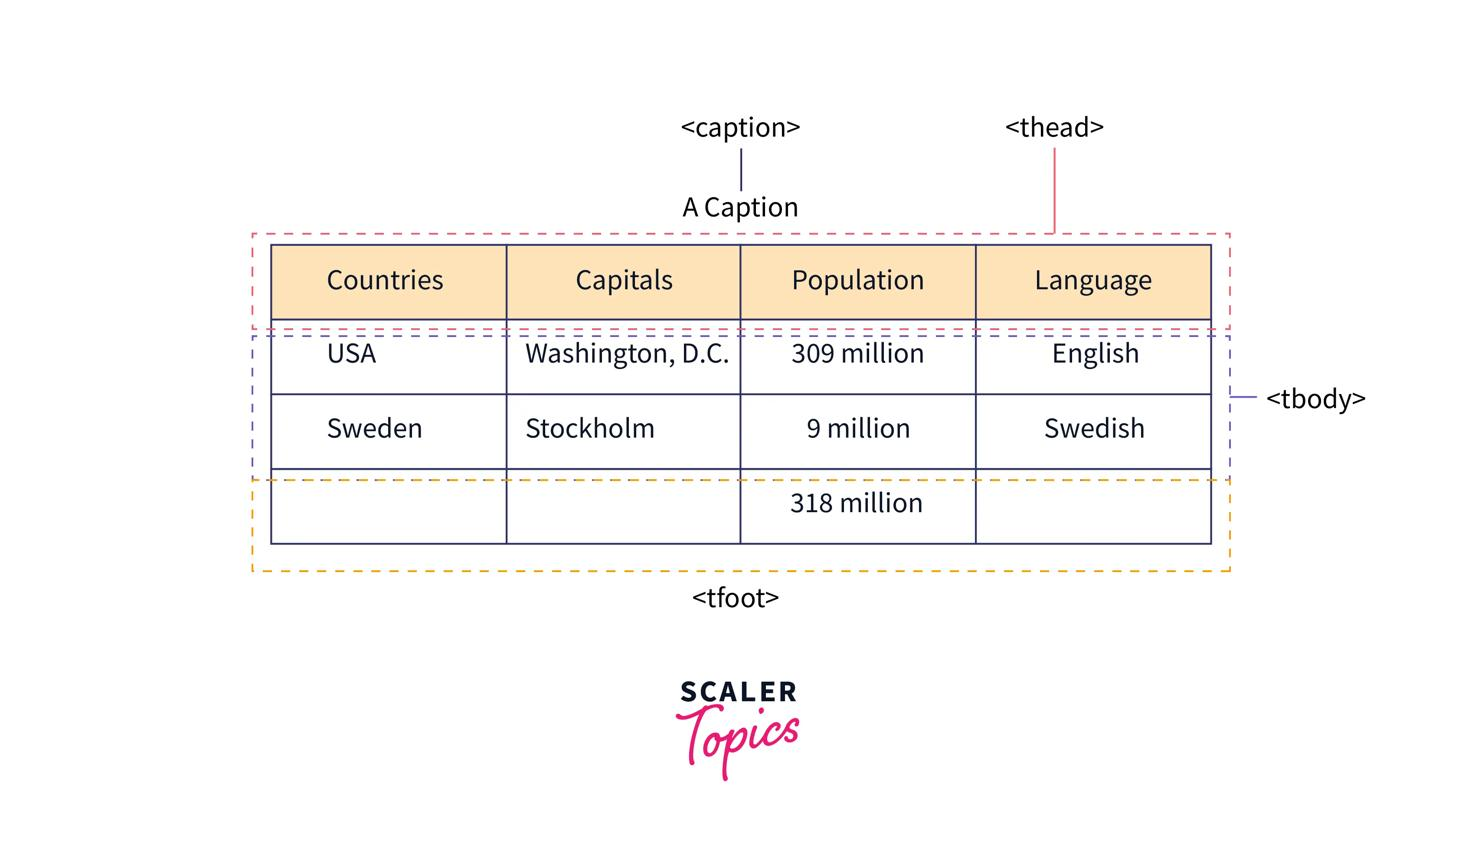 <caption> <thead>
A Caption
Countries Capitals Population Language
USA Washington, D.C. 309 million English
<tbody>
Sweden Stockholm 9 million Swedish
318 million
<tfoot>
SCALER
Topics